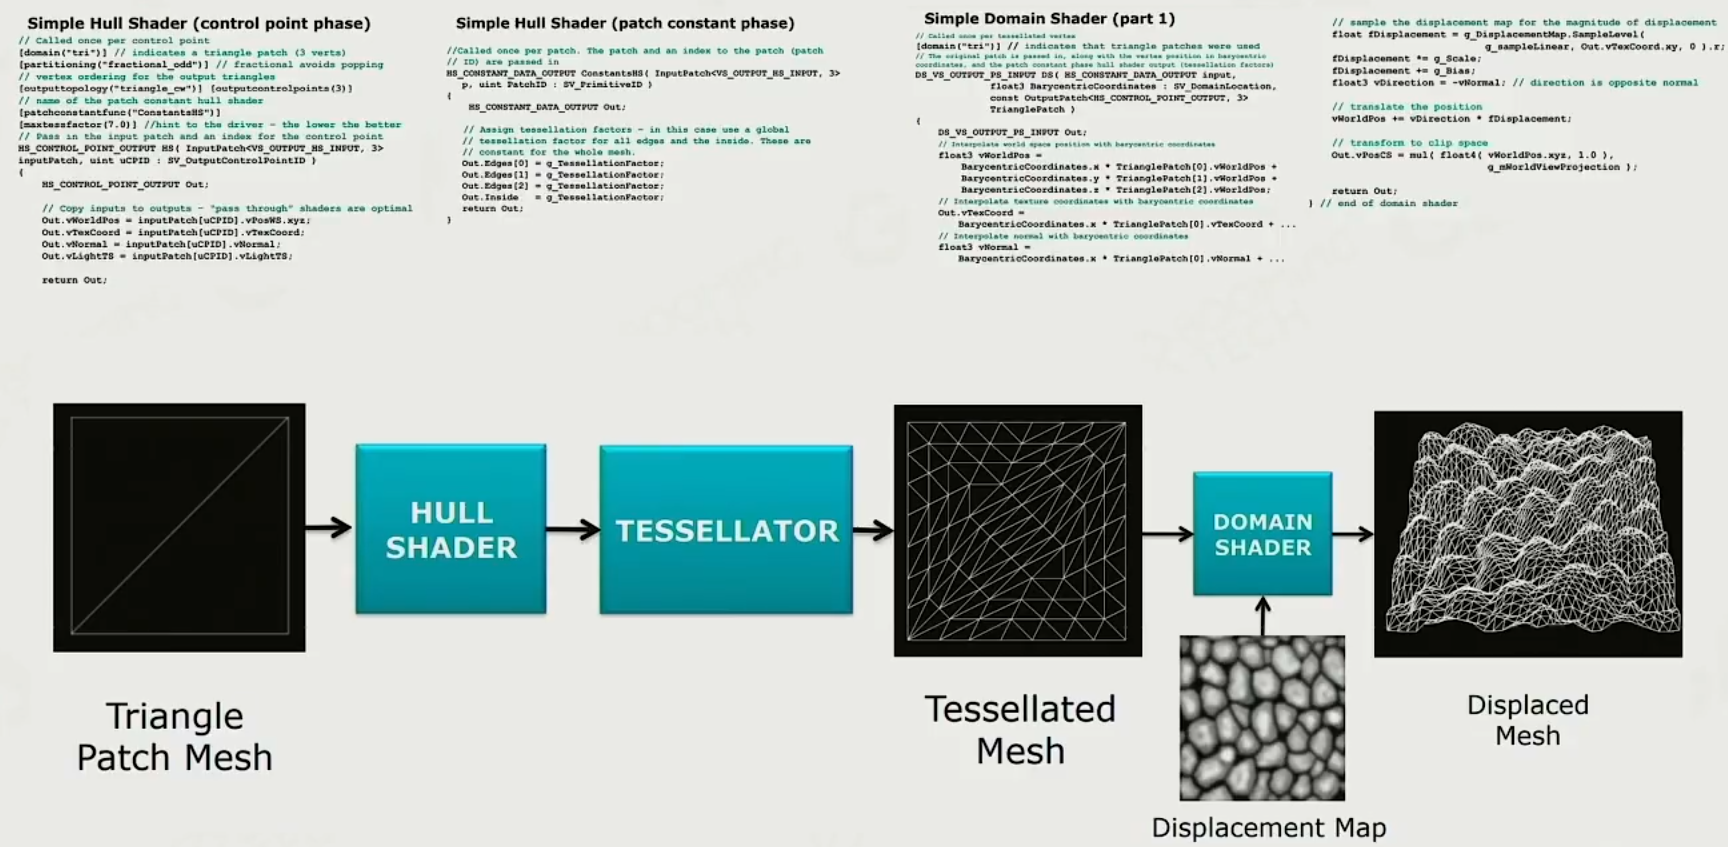 Simple Hull Shader (control point phase)
// Called once per control point
[domain("tri")] // indicates a triangle patch (3 verts)
[partitioning("fractional_odd")] // fractional avoids popping
// vertex ordering for the output triangles
[outputtopology("triangle_cw")] [outputcontrolpoints(3)]
// name of the patch constant hull shader
[patchconstantfunc("ConstantsHS")]
[maxtessfactor(7.0)] //hint to the driver – the lower the better
// Pass in the input patch and an index for the control point
HS_CONTROL_POINT_OUTPUT HS( InputPatch<VS_OUTPUT_HS_INPUT, 3>
inputPatch, uint uCPID : SV_OutputControlPointID )
{
HS_CONTROL_POINT_OUTPUT Out;
// Copy inputs to outputs – "pass through" shaders are optimal
Out.vWorldPos = inputPatch[uCPID].vPosWS.xyz;
Out.vTexCoord = inputPatch[uCPID].vTexCoord;
Out.vNormal = inputPatch[uCPID].vNormal;
Out.vLightTS = inputPatch[uCPID].vLightTS;
return Out;
Simple Hull Shader (patch constant phase)
//Called once per patch. The patch and an index to the patch (patch
// ID) are passed in
HS_CONSTANT_DATA_OUTPUT ConstantsHS( InputPatch<VS_OUTPUT_HS_INPUT, 3>
p, uint PatchID : SV_PrimitiveID )
{
HS_CONSTANT_DATA_OUTPUT Out;
// Assign tessellation factors – in this case use a global
// tessellation factor for all edges and the inside. These are
// constant for the whole mesh.
Out.Edges[0] = g_TessellationFactor;
Out.Edges[1] = g_TessellationFactor;
Out.Edges[2] = g_TessellationFactor;
Out.Inside = g_TessellationFactor;
return Out;
}
Simple Domain Shader (part 1)
// Called once per tessellated vertex
[domain("tri")] // indicates that triangle patches were used
// The original patch is passed in, along with the vertex position in barycentric
coordinates, and the patch constant phase hull shader output (tessellation factors)
DS_VS_OUTPUT_PS_INPUT DS( HS_CONSTANT_DATA_OUTPUT input,
float3 BarycentricCoordinates : SV_DomainLocation,
const OutputPatch<HS_CONTROL_POINT_OUTPUT, 3>
TrianglePatch )
{
DS_VS_OUTPUT_PS_INPUT Out;
// Interpolate world space position with barycentric coordinates
float3 vWorldPos =
BarycentricCoordinates.x * TrianglePatch[0].vWorldPos +
BarycentricCoordinates.y * TrianglePatch[1].vWorldPos +
BarycentricCoordinates.z * TrianglePatch[2].vWorldPos;
// Interpolate texture coordinates with barycentric coordinates
Out.vTexCoord =
BarycentricCoordinates.x * TrianglePatch[0].vTexCoord + ...
// Interpolate normal with barycentric coordinates
float3 vNormal =
BarycentricCoordinates.x * TrianglePatch[0].vNormal + ...
// sample the displacement map for the magnitude of displacement
float fDisplacement = g_DisplacementMap.SampleLevel(
g_sampleLinear, Out.vTexCoord.xy, 0 ).r;
fDisplacement *= g_Scale;
fDisplacement += g_Bias;
float3 vDirection = -vNormal; // direction is opposite normal
// translate the position
vWorldPos += vDirection * fDisplacement;
// transform to clip space
Out.vPosCS = mul( float4( vWorldPos.xyz, 1.0 ),
g_mWorldViewProjection );
return Out;
} // end of domain shader
HULL
SHADER
TESSELLATOR
DOMAIN
SHADER
Triangle
Patch Mesh
Tessellated
Mesh
Displaced
Mesh
Displacement Map